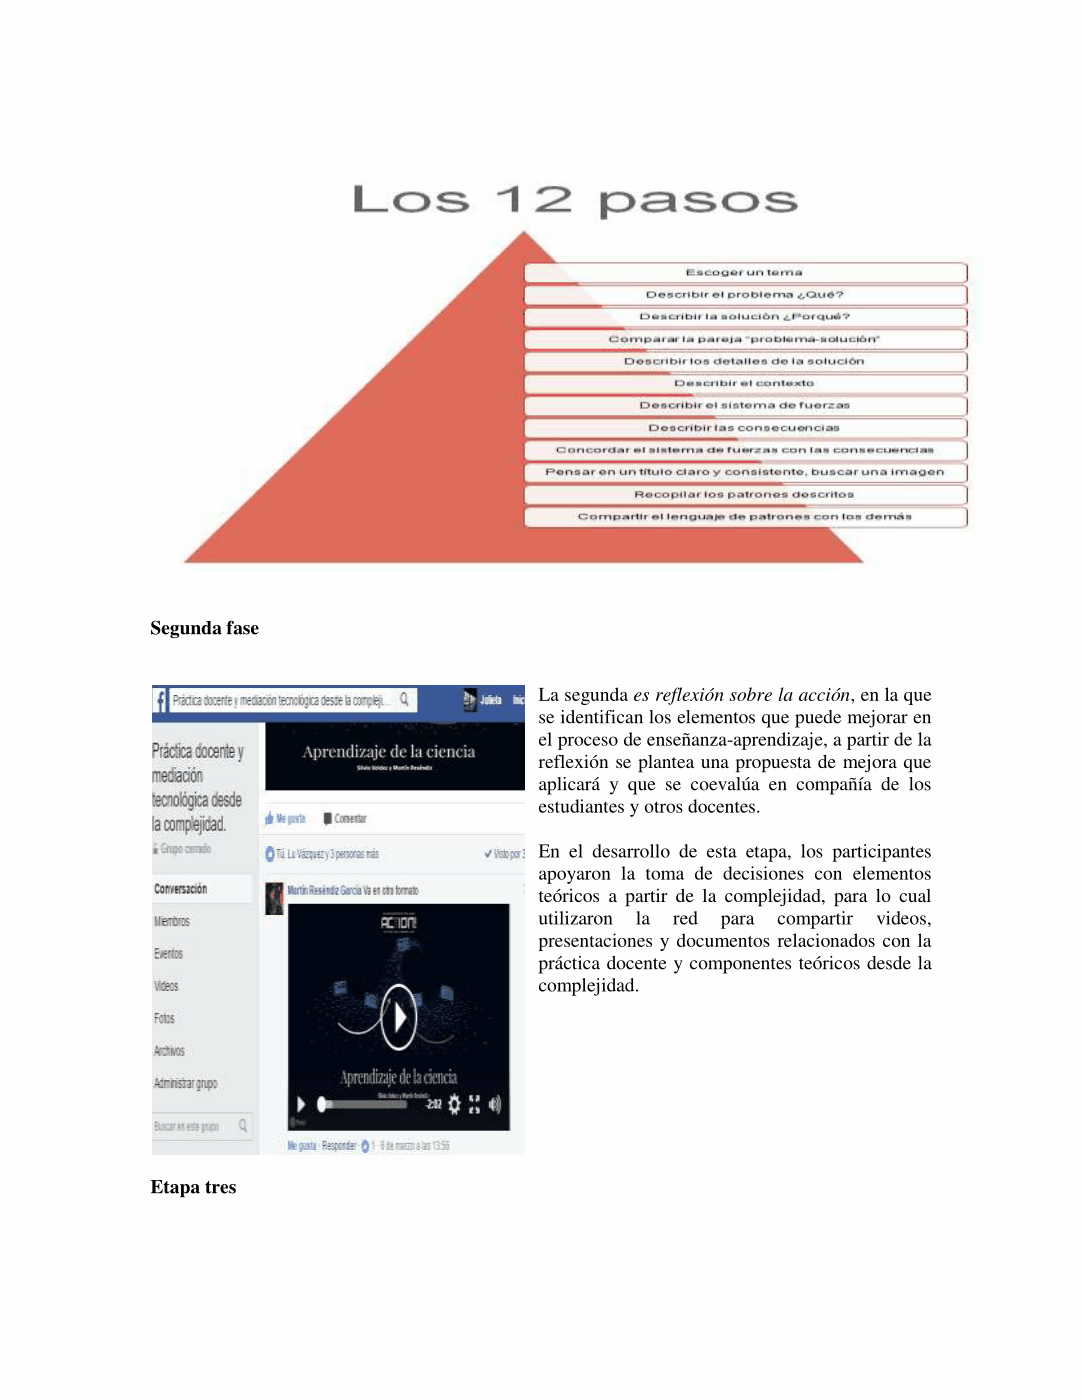 Los 12 pasos
Escoger un tema
Describir el problema ¿Qué?
Describir la solución ¿Porqué?
Comparar la pareja "problema-solución"
Describir los detalles de la solución
Describir el contexto
Describir el sistema de fuerzas
Describir las consecuencias
Concordar el sistema de fuerzas con las consecuencias
Pensar en un título claro y consistente, buscar una imagen
Recopilar los patrones descritos
Compartir el lenguaje de patrones con los demás
Segunda fase
Práctica docente y mediación tecnológica desde la compleji...
Julieta Inic
Práctica docente y
mediación
tecnológica desde
la complejidad.
Grupo cerrado
Conversación
Miembros
Eventos
Videos
Fotos
Archivos
Administrar grupo
Buscar en este grupo
Aprendizaje de la ciencia
Silvia Valdez y Martín Reséndiz
Me gusta Comentar
Tú, Lu Vázquez y 3 personas más
Visto por 3
Martín Reséndiz García Va en otro formato
ACTION
Aprendizaje de la ciencia
Silvia Valdez y Martín Reséndiz
-2:02
Me gusta · Responder · 1 · 6 de marzo a las 13:56
La segunda es reflexión sobre la acción, en la que
se identifican los elementos que puede mejorar en
el proceso de enseñanza-aprendizaje, a partir de la
reflexión se plantea una propuesta de mejora que
aplicará y que se coevalúa en compañía de los
estudiantes y otros docentes.
En el desarrollo de esta etapa, los participantes
apoyaron la toma de decisiones con elementos
teóricos a partir de la complejidad, para lo cual
utilizaron la red para compartir videos,
presentaciones y documentos relacionados con la
práctica docente y componentes teóricos desde la
complejidad.
Etapa tres